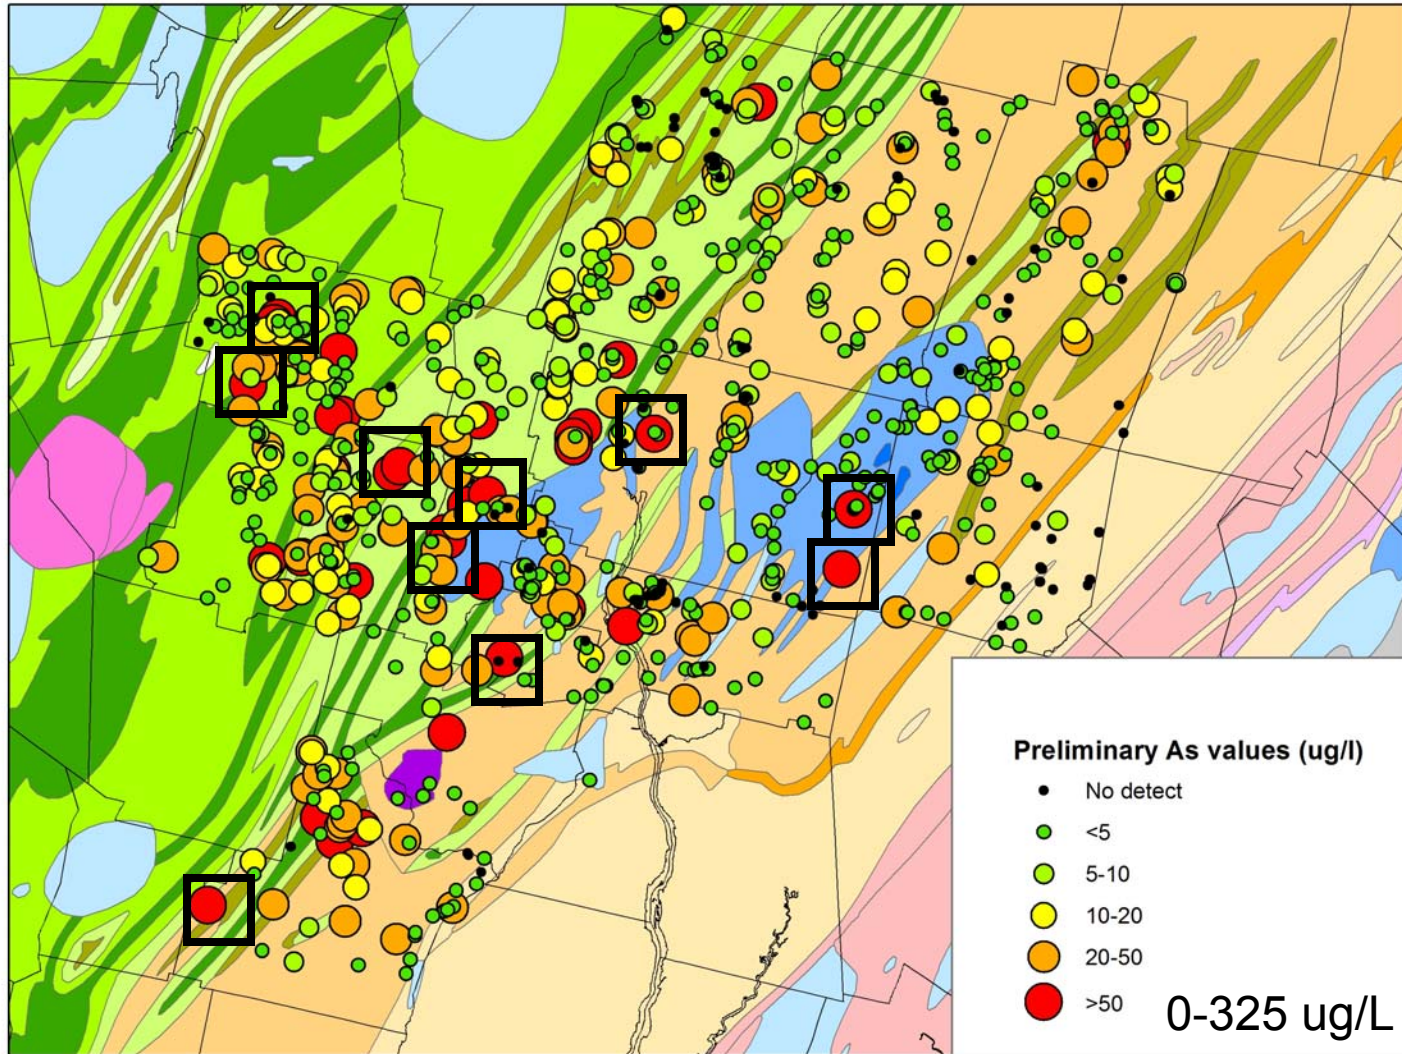 Preliminary As values (ug/l)
No detect
<5
5-10
10-20
20-50
>50
0-325 ug/L